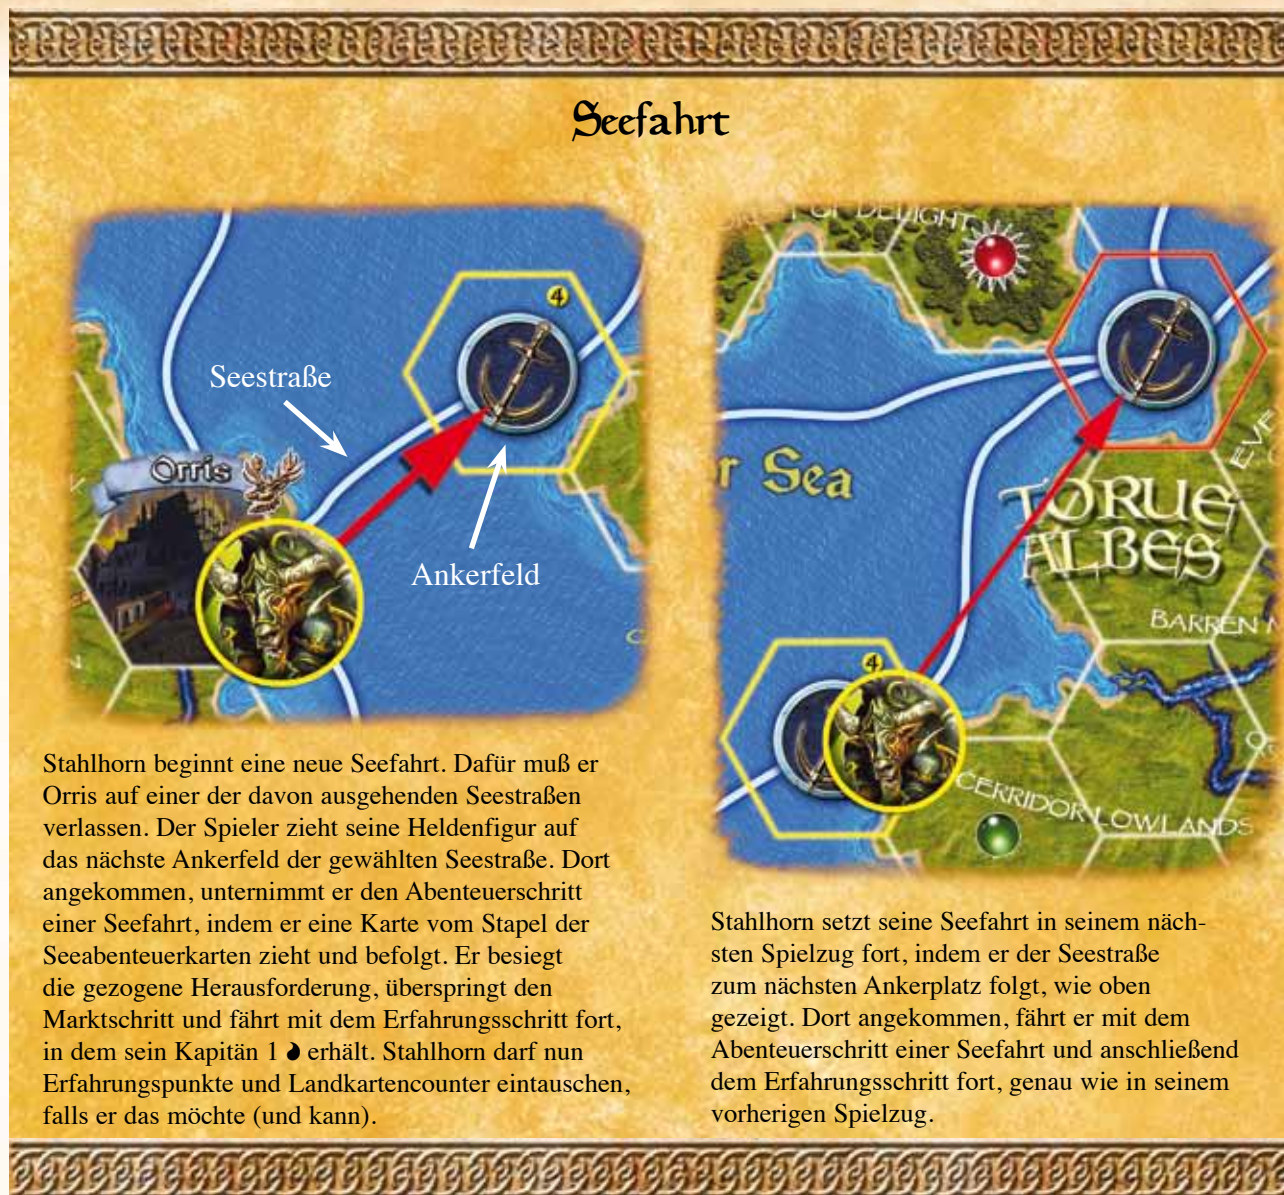 Seefahrt
4
Seestraße
Orris
Ankerfeld
Stahlhorn beginnt eine neue Seefahrt. Dafür muß er
Orris auf einer der davon ausgehenden Seestraßen
verlassen. Der Spieler zieht seine Heldenfigur auf
das nächste Ankerfeld der gewählten Seestraße. Dort
angekommen, unternimmt er den Abenteuerschritt
einer Seefahrt, indem er eine Karte vom Stapel der
Seeabenteuerkarten zieht und befolgt. Er besiegt
die gezogene Herausforderung, überspringt den
Marktschritt und fährt mit dem Erfahrungsschritt fort,
in dem sein Kapitän 1 erhält. Stahlhorn darf nun
Erfahrungspunkte und Landkartencounter eintauschen,
falls er das möchte (und kann).
OF DELIGHT
Sea
TORUE
ALBES
BARREN
4
CERRIDOR LOWLANDS
Stahlhorn setzt seine Seefahrt in seinem näch-
sten Spielzug fort, indem er der Seestraße
zum nächsten Ankerplatz folgt, wie oben
gezeigt. Dort angekommen, fährt er mit dem
Abenteuerschritt einer Seefahrt und anschließend
dem Erfahrungsschritt fort, genau wie in seinem
vorherigen Spielzug.